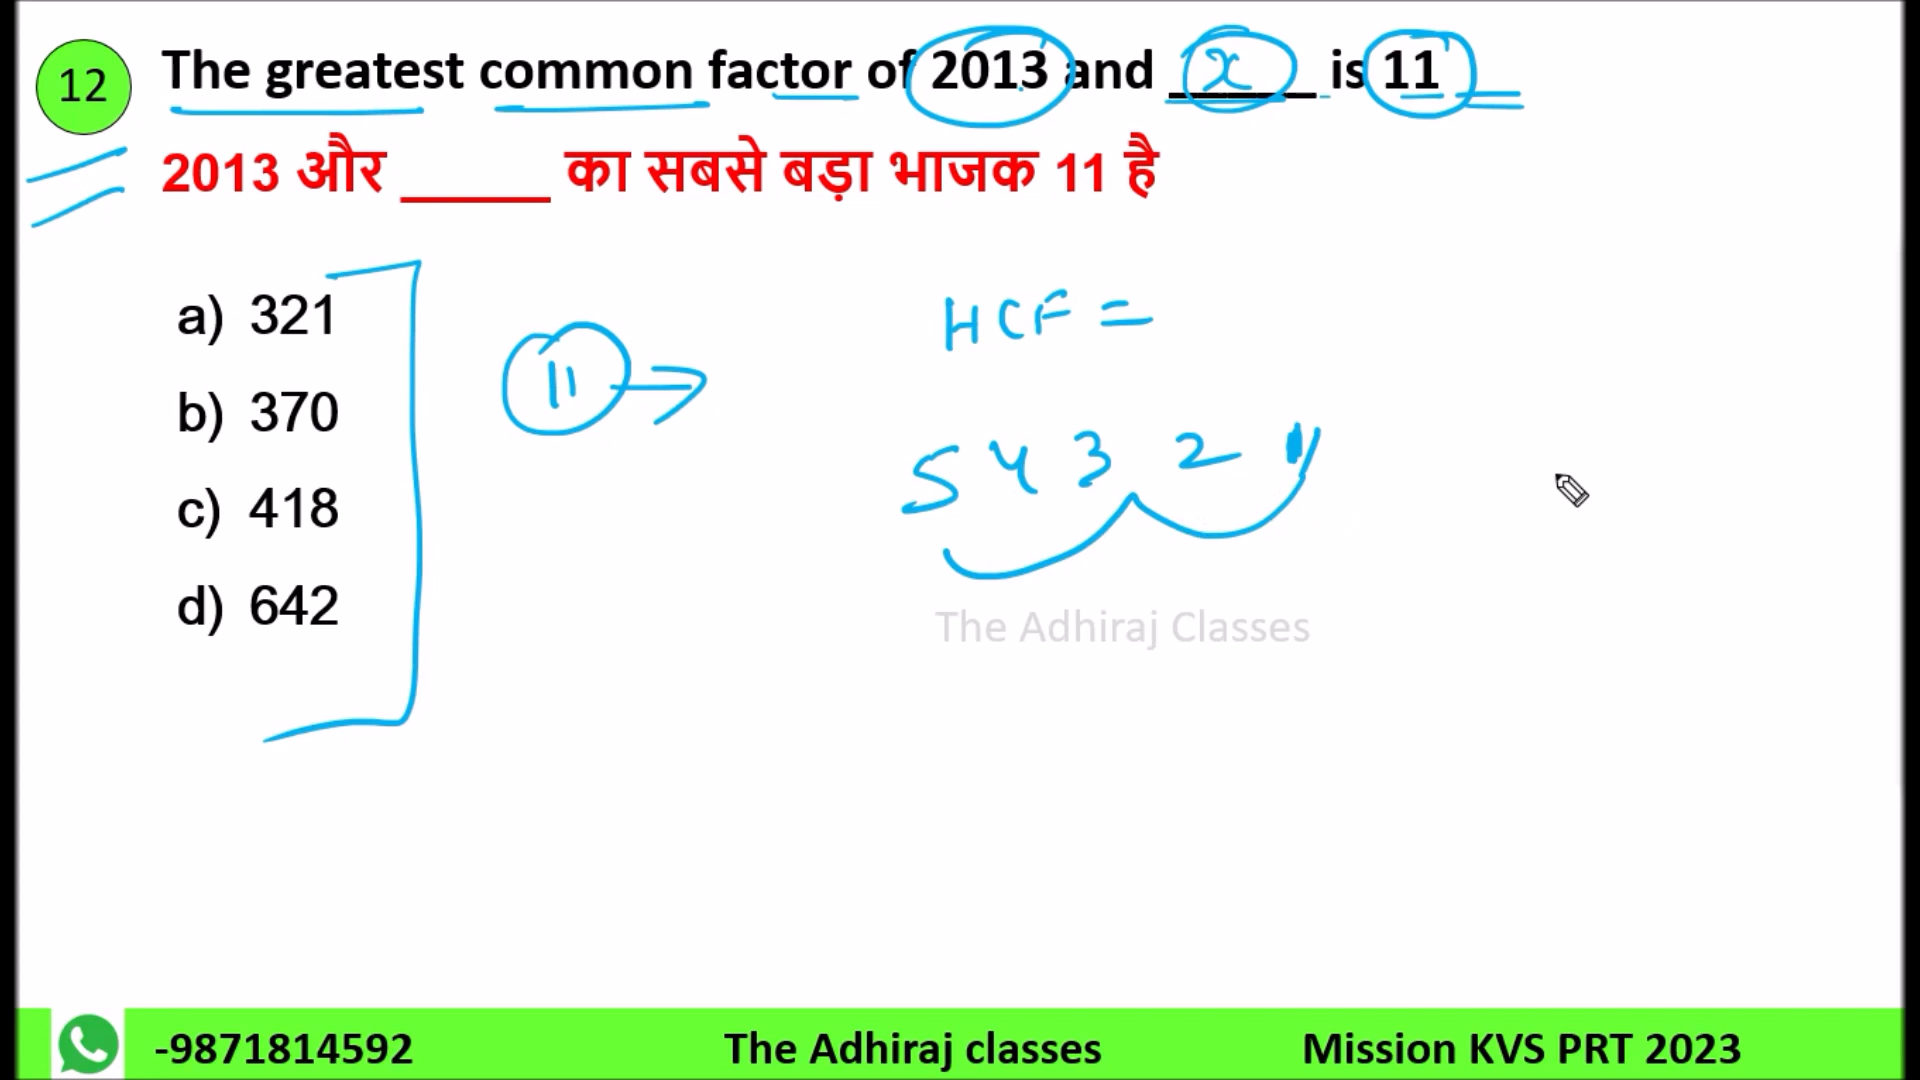 12
The greatest common factor of 2013 and __x__ is 11
2013 और ______ का सबसे बड़ा भाजक 11 है
a) 321
b) 370
c) 418
d) 642
11 →
HCF =
5 4 3 2 1
The Adhiraj Classes
-9871814592
The Adhiraj classes
Mission KVS PRT 2023